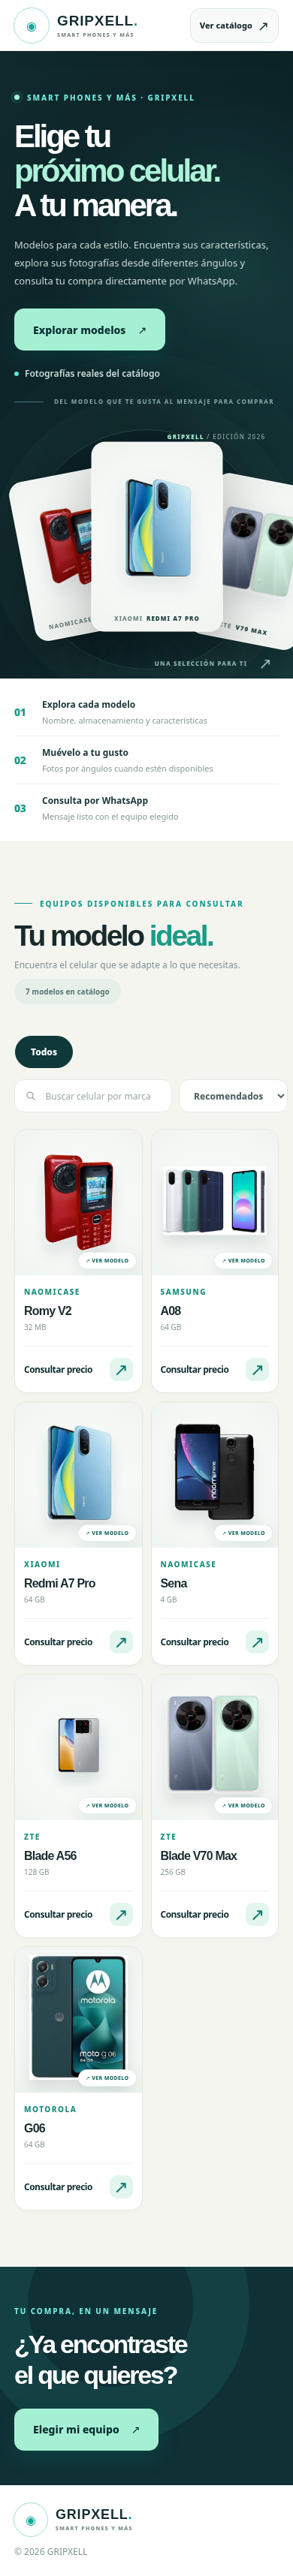 GRIPXELL.
SMART PHONES Y MÁS
Ver catálogo ↗
SMART PHONES Y MÁS · GRIPXELL
Elige tu
próximo celular.
A tu manera.
Modelos para cada estilo. Encuentra sus características,
explora sus fotografías desde diferentes ángulos y
consulta tu compra directamente por WhatsApp.
Explorar modelos ↗
Fotografías reales del catálogo
DEL MODELO QUE TE GUSTA AL MENSAJE PARA COMPRAR
GRIPXELL / EDICIÓN 2026
NAOMICASE
XIAOMI REDMI A7 PRO
V70 MAX
UNA SELECCIÓN PARA TI ↗
01 Explora cada modelo
Nombre, almacenamiento y características
02 Muévelo a tu gusto
Fotos por ángulos cuando estén disponibles
03 Consulta por WhatsApp
Mensaje listo con el equipo elegido
EQUIPOS DISPONIBLES PARA CONSULTAR
Tu modelo ideal.
Encuentra el celular que se adapte a lo que necesitas.
7 modelos en catálogo
Todos
Buscar celular por marca
Recomendados
↗ VER MODELO
NAOMICASE
Romy V2
32 MB
Consultar precio ↗
↗ VER MODELO
SAMSUNG
A08
64 GB
Consultar precio ↗
↗ VER MODELO
XIAOMI
Redmi A7 Pro
64 GB
Consultar precio ↗
↗ VER MODELO
NAOMICASE
Sena
4 GB
Consultar precio ↗
↗ VER MODELO
ZTE
Blade A56
128 GB
Consultar precio ↗
↗ VER MODELO
ZTE
Blade V70 Max
256 GB
Consultar precio ↗
motorola
moto g 06
64 GB
↗ VER MODELO
MOTOROLA
G06
64 GB
Consultar precio ↗
TU COMPRA, EN UN MENSAJE
¿Ya encontraste
el que quieres?
Elegir mi equipo ↗
GRIPXELL.
SMART PHONES Y MÁS
© 2026 GRIPXELL